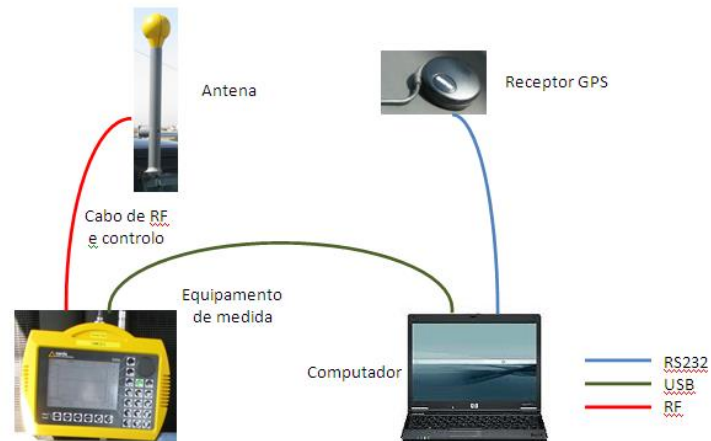 Antena
Receptor GPS
Cabo de RF
e controlo
Equipamento
de medida
Computador
RS232
USB
RF